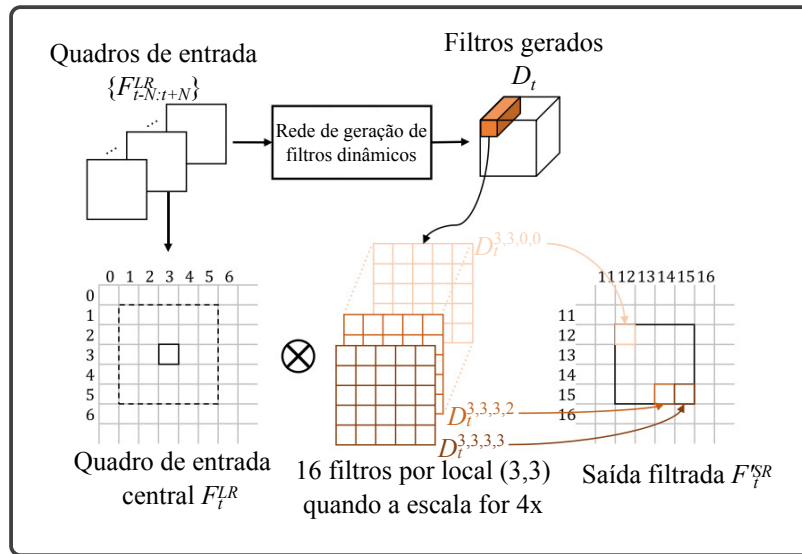 Quadros de entrada
{F^{LR}_{t-N:t+N}}
Filtros gerados
D_t
...
...
Rede de geração de
filtros dinâmicos
0 1 2 3 4 5 6
0
1
2
3
4
5
6
D_t^{3,3,0,0}
11 12 13 14 15 16
11
12
13
14
15
16
D_t^{3,3,3,2}
D_t^{3,3,3,3}
Quadro de entrada
central F_t^{LR}
16 filtros por local (3,3)
quando a escala for 4x
Saída filtrada F_t'^{SR}